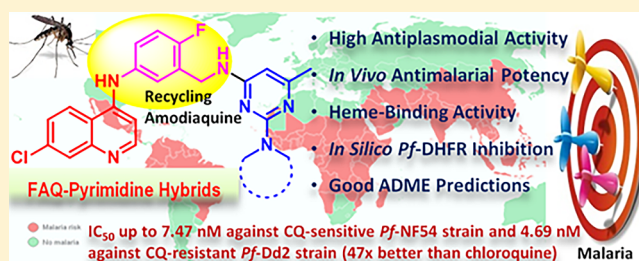 F
HN
NH
Recycling
Amodiaquine
N
N
N
Cl
N
FAQ-Pyrimidine Hybrids
• High Antiplasmodial Activity
• In Vivo Antimalarial Potency
• Heme-Binding Activity
• In Silico Pf-DHFR Inhibition
• Good ADME Predictions
Malaria risk
No malaria
IC50 up to 7.47 nM against CQ-sensitive Pf-NF54 strain and 4.69 nM
against CQ-resistant Pf-Dd2 strain (47x better than chloroquine)
Malaria